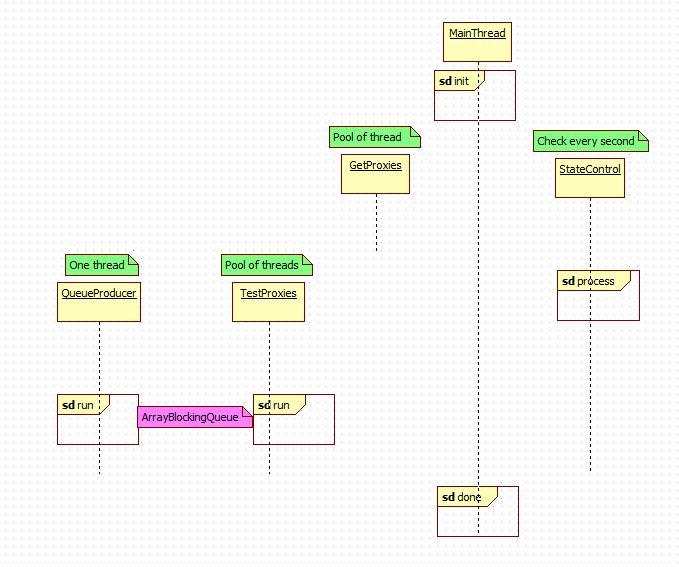 MainThread
sd init
Pool of thread
Check every second
GetProxies
StateControl
One thread
Pool of threads
sd process
QueueProducer
TestProxies
sd run
sd run
ArrayBlockingQueue
sd done